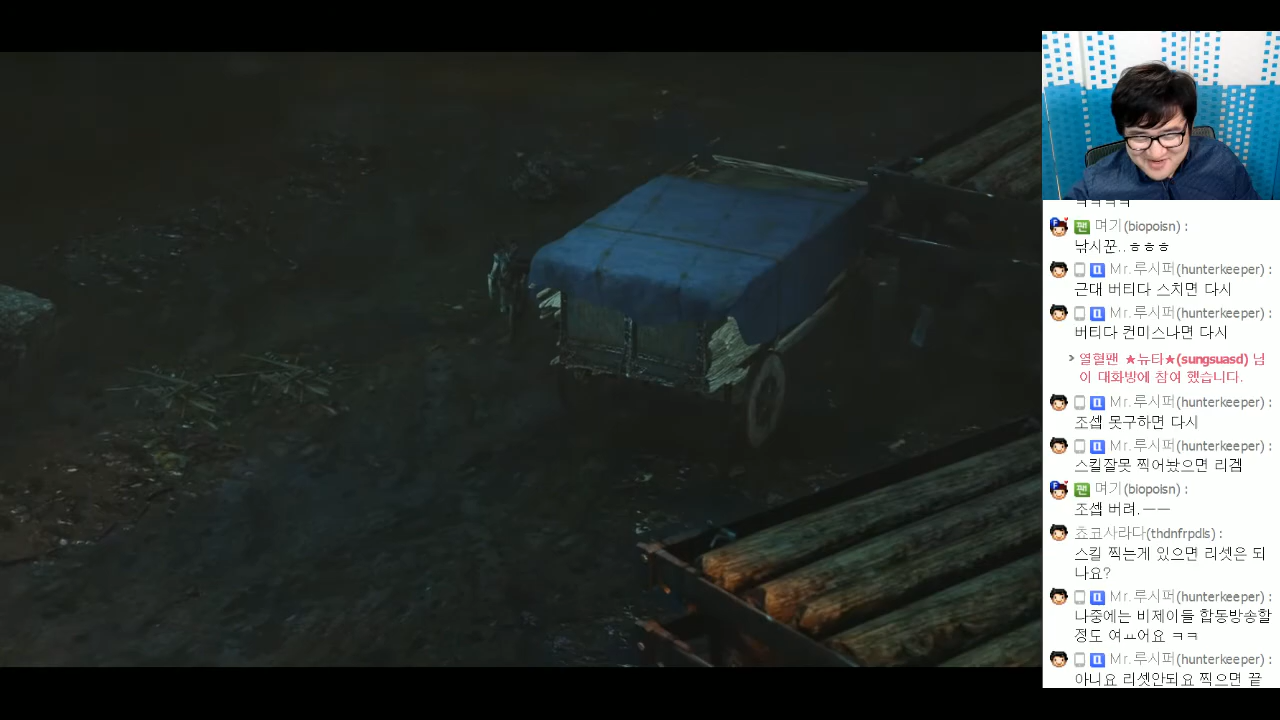 ㅋㅋㅋㅋ
F 팬 며기(biopoisn) :
낚시꾼..ㅎㅎㅎ
Mr.루시퍼(hunterkeeper) :
근대 버티다 스치면 다시
Mr.루시퍼(hunterkeeper) :
버티다 컨미스나면 다시
> 열혈팬 ★뉴타★(sungsuasd) 님
이 대화방에 참여 했습니다.
Mr.루시퍼(hunterkeeper) :
조셉 못구하면 다시
Mr.루시퍼(hunterkeeper) :
스킬잘못 찍어놨으면 리겜
F 팬 며기(biopoisn) :
조셉 버려.ㅡㅡ
쵸코사라다(thdnfrpdls) :
스킬 찍는게 있으면 리셋은 되
나요?
Mr.루시퍼(hunterkeeper) :
나중에는 비제이들 합동방송할
정도 여ㅛ어요 ㅋㅋ
Mr.루시퍼(hunterkeeper) :
아니요 리셋안되요 찍으면 끝